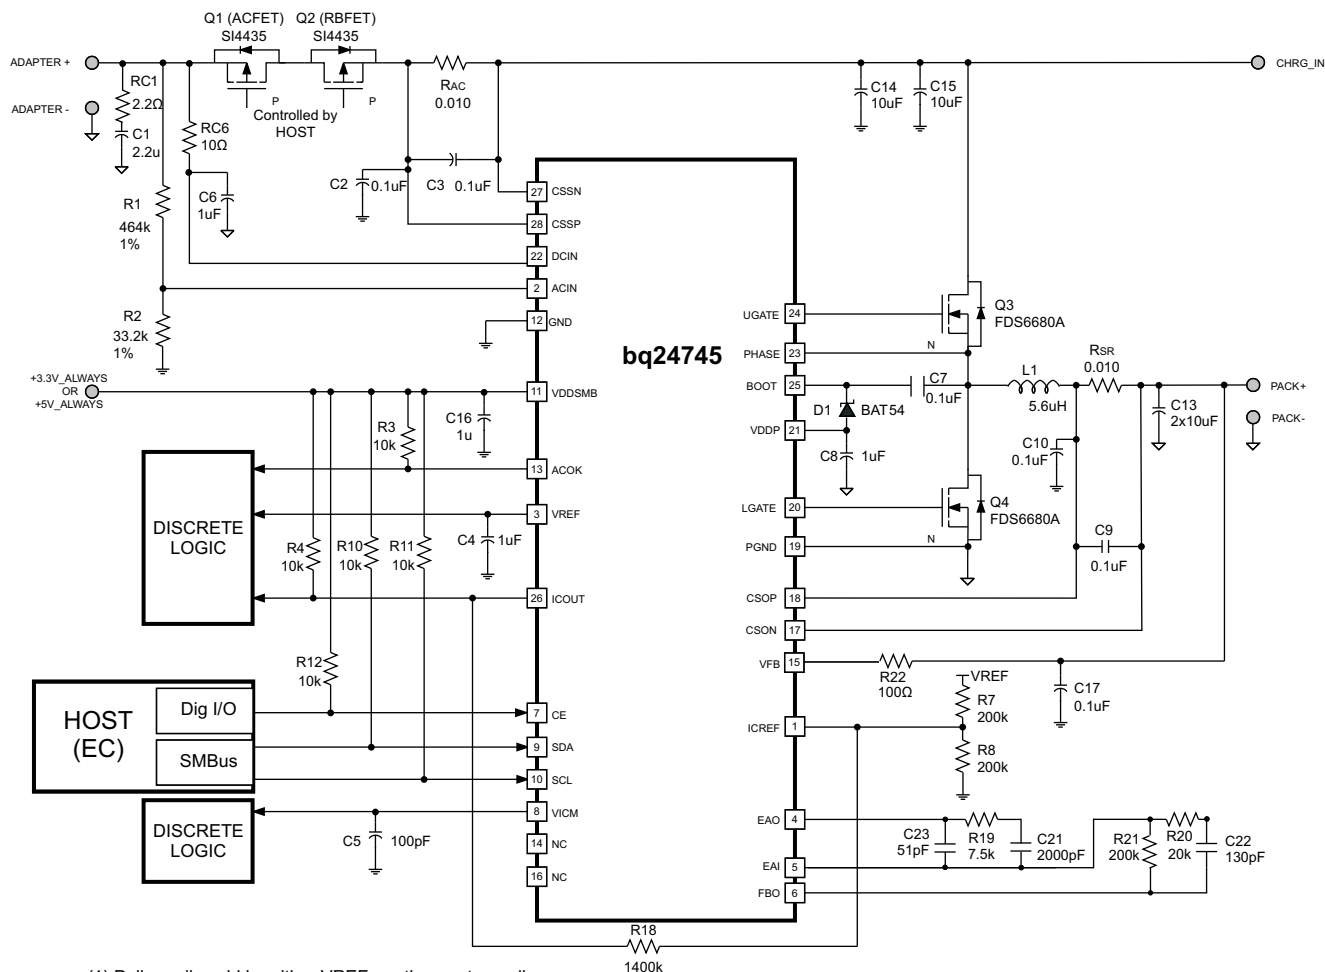 Q1 (ACFET)
SI4435
Q2 (RBFET)
SI4435
ADAPTER +
ADAPTER -
RC1
2.2Ω
C1
2.2u
RC6
10Ω
P
P
Controlled by
HOST
RAC
0.010
C14
10uF
C15
10uF
CHRG_IN
C2
0.1uF
C3
0.1uF
C6
1uF
R1
464k
1%
R2
33.2k
1%
27
CSSN
28
CSSP
22
DCIN
2
ACIN
12
GND
11
VDDSMB
13
ACOK
3
VREF
26
ICOUT
7
CE
9
SDA
10
SCL
8
VICM
14
NC
16
NC
bq24745
UGATE
24
PHASE
23
BOOT
25
VDDP
21
LGATE
20
PGND
19
CSOP
18
CSON
17
VFB
15
ICREF
1
EAO
4
EAI
5
FBO
6
+3.3V_ALWAYS
OR
+5V_ALWAYS
C16
1u
R3
10k
DISCRETE
LOGIC
R4
10k
R10
10k
R11
10k
C4
1uF
R12
10k
HOST
(EC)
Dig I/O
SMBus
DISCRETE
LOGIC
C5
100pF
Q3
FDS6680A
N
D1
BAT54
C7
0.1uF
C8
1uF
L1
5.6uH
RSR
0.010
PACK+
PACK-
C13
2x10uF
C10
0.1uF
Q4
FDS6680A
N
C9
0.1uF
R22
100Ω
C17
0.1uF
VREF
R7
200k
R8
200k
C23
51pF
R19
7.5k
C21
2000pF
R21
200k
R20
20k
C22
130pF
R18
1400k